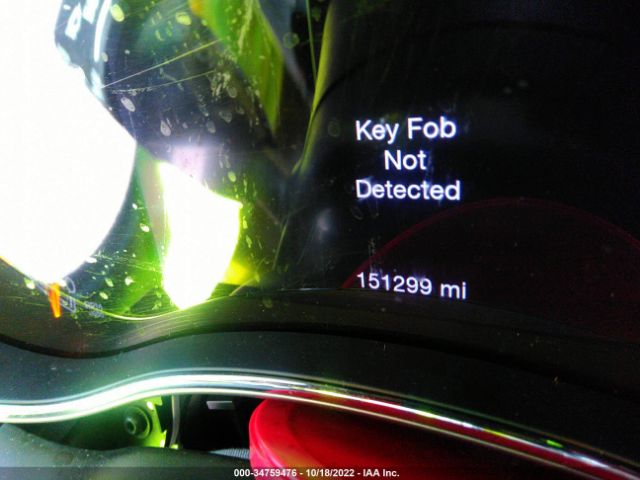 Key Fob
Not
Detected
151299 mi
000-34759476 - 10/18/2022 - IAA Inc.